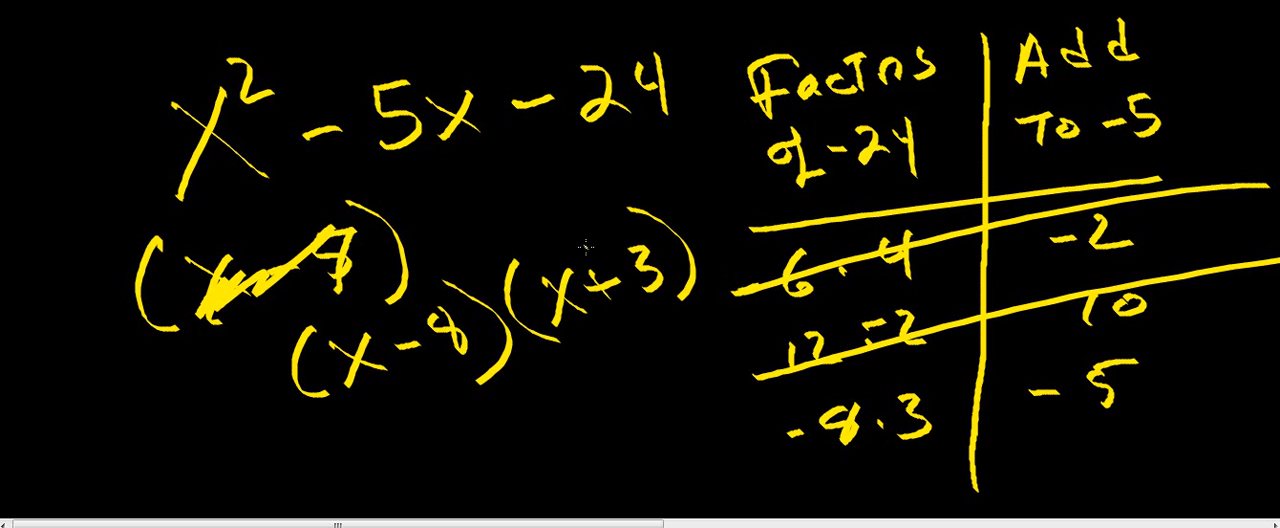 x² - 5x - 24
(x - 8)
(x - 8)(x + 3)
Factors of -24 | Add To -5
-6 · 4 | -2
12 · -2 | 10
-8 · 3 | -5